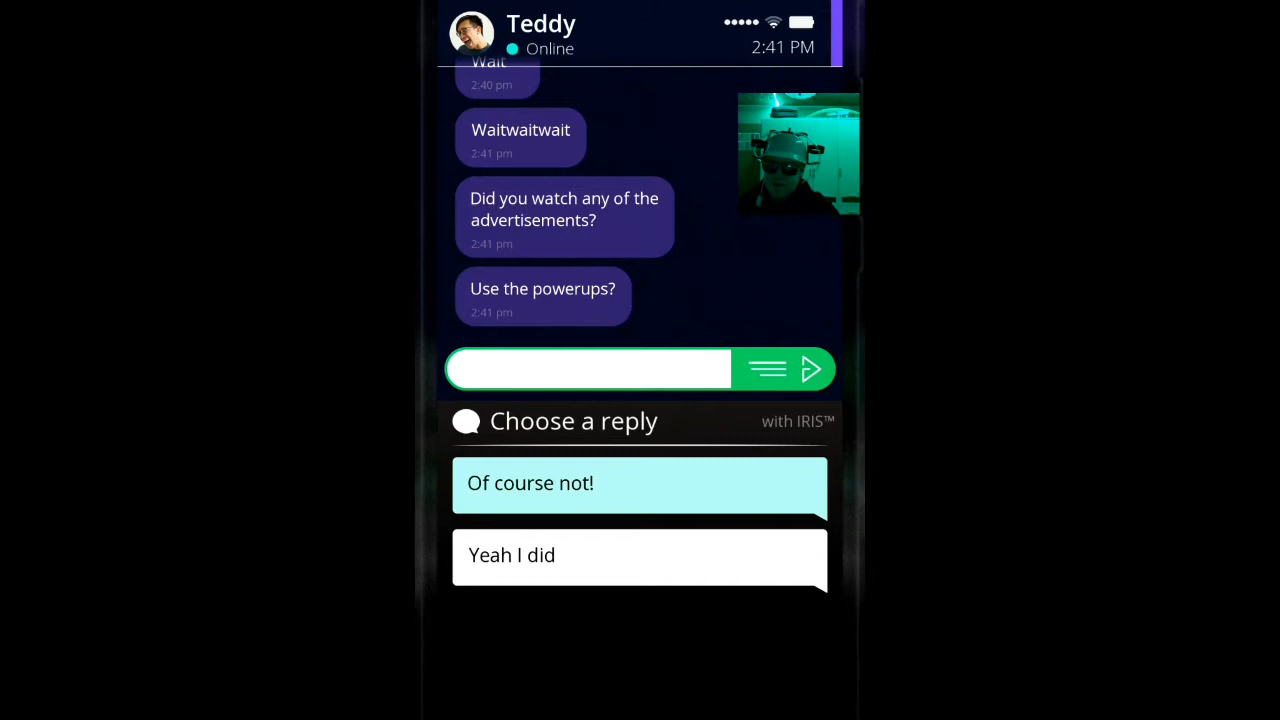 Teddy
Online
2:41 PM
Wait
2:40 pm
Waitwaitwait
2:41 pm
Did you watch any of the
advertisements?
2:41 pm
Use the powerups?
2:41 pm
Choose a reply
with IRIS™
Of course not!
Yeah I did